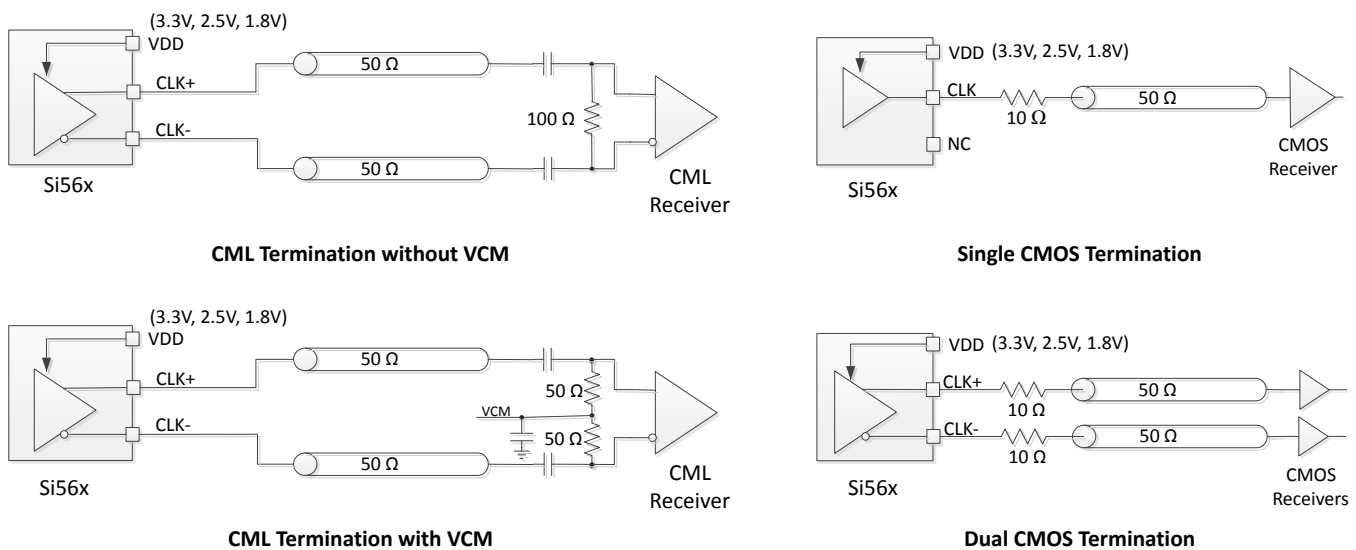 (3.3V, 2.5V, 1.8V)
VDD
CLK+
50 Ω
100 Ω
CLK-
50 Ω
Si56x
CML
Receiver
CML Termination without VCM
VDD (3.3V, 2.5V, 1.8V)
CLK
10 Ω
50 Ω
NC
CMOS
Receiver
Si56x
Single CMOS Termination
(3.3V, 2.5V, 1.8V)
VDD
CLK+
50 Ω
50 Ω
VCM
50 Ω
CLK-
50 Ω
Si56x
CML
Receiver
CML Termination with VCM
VDD (3.3V, 2.5V, 1.8V)
CLK+
10 Ω
50 Ω
CLK-
10 Ω
50 Ω
Si56x
CMOS
Receivers
Dual CMOS Termination